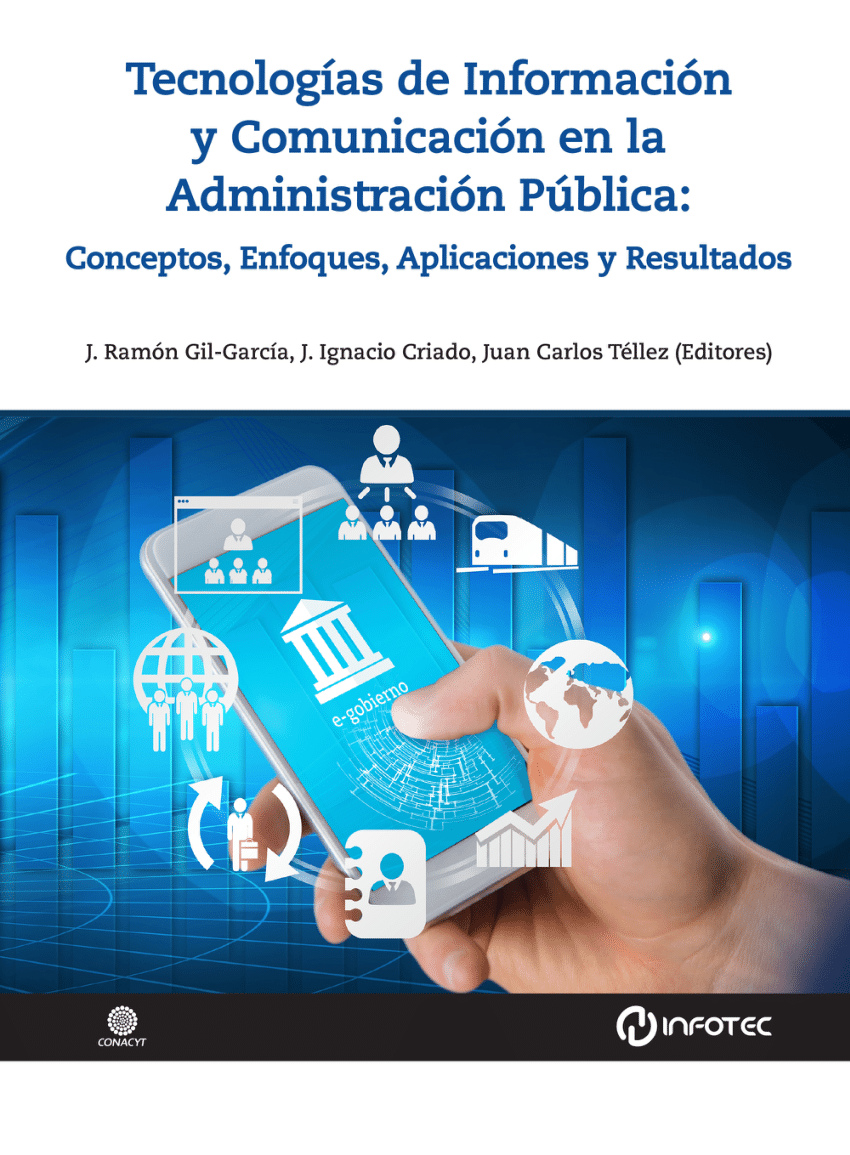 Tecnologías de Información
y Comunicación en la
Administración Pública:
Conceptos, Enfoques, Aplicaciones y Resultados
J. Ramón Gil-García, J. Ignacio Criado, Juan Carlos Téllez (Editores)
e-gobierno
CONACYT
INFOTEC